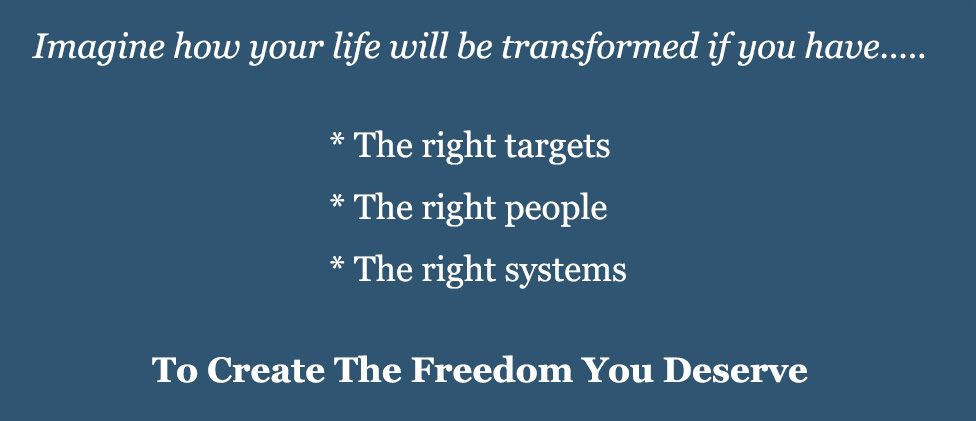 Imagine how your life will be transformed if you have.....
* The right targets
* The right people
* The right systems
To Create The Freedom You Deserve